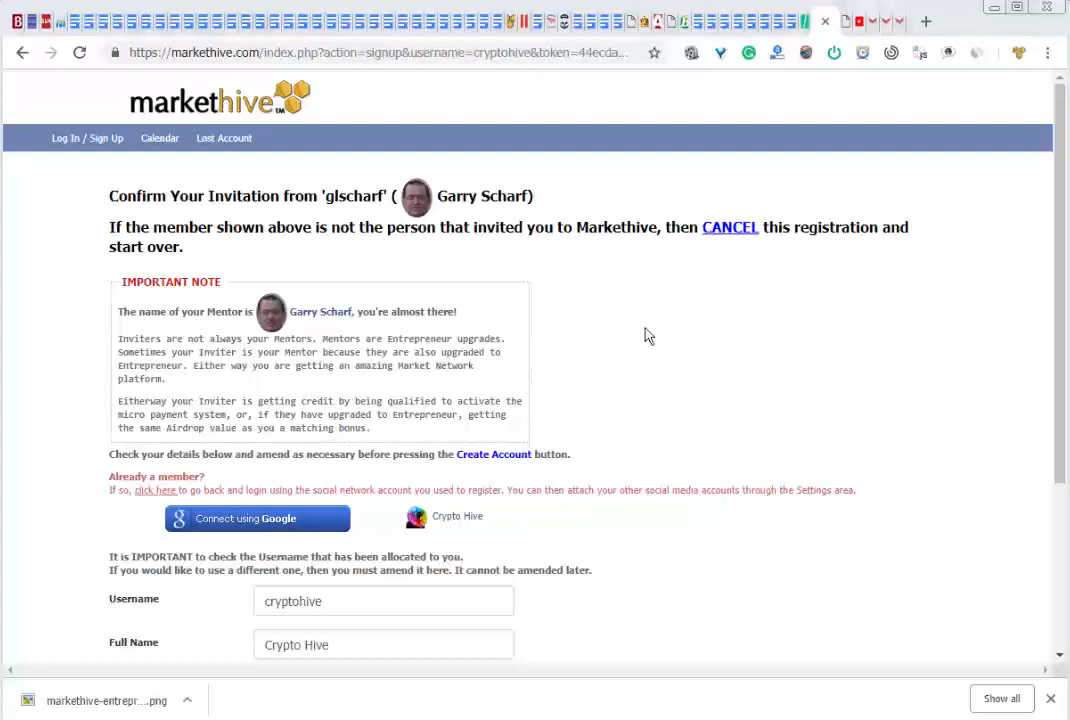 https://markethive.com/index.php?action=signup&username=cryptohive&token=44ecda...
markethive™
Log In / Sign Up Calendar Lost Account
Confirm Your Invitation from 'glscharf' ( Garry Scharf)
If the member shown above is not the person that invited you to Markethive, then CANCEL this registration and
start over.
IMPORTANT NOTE
The name of your Mentor is Garry Scharf, you're almost there!
Inviters are not always your Mentors. Mentors are Entrepreneur upgrades.
Sometimes your Inviter is your Mentor because they are also upgraded to
Entrepreneur. Either way you are getting an amazing Market Network
platform.
Eitherway your Inviter is getting credit by being qualified to activate the
micro payment system, or, if they have upgraded to Entrepreneur, getting
the same Airdrop value as you a matching bonus.
Check your details below and amend as necessary before pressing the Create Account button.
Already a member?
If so, click here to go back and login using the social network account you used to register. You can then attach your other social media accounts through the Settings area.
Connect using Google Crypto Hive
It is IMPORTANT to check the Username that has been allocated to you.
If you would like to use a different one, then you must amend it here. It cannot be amended later.
Username cryptohive
Full Name Crypto Hive
markethive-entrepr....png Show all